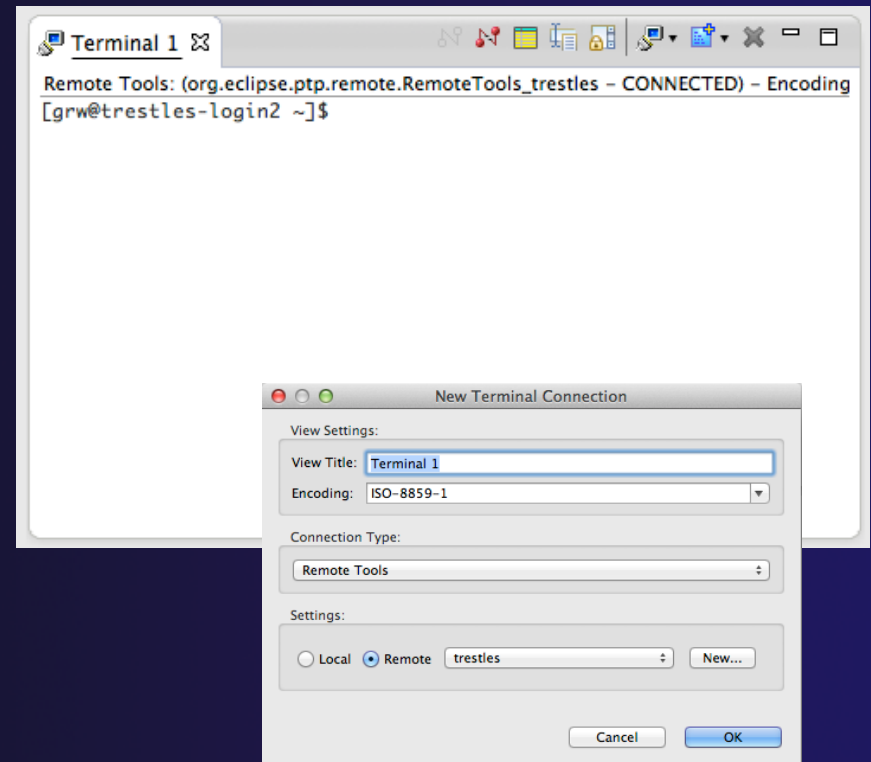 Terminal 1
Remote Tools: (org.eclipse.ptp.remote.RemoteTools_trestles – CONNECTED) – Encoding
[grw@trestles-login2 ~]$
New Terminal Connection
View Settings:
View Title: Terminal 1
Encoding: ISO-8859-1
Connection Type:
Remote Tools
Settings:
Local Remote trestles New...
Cancel OK